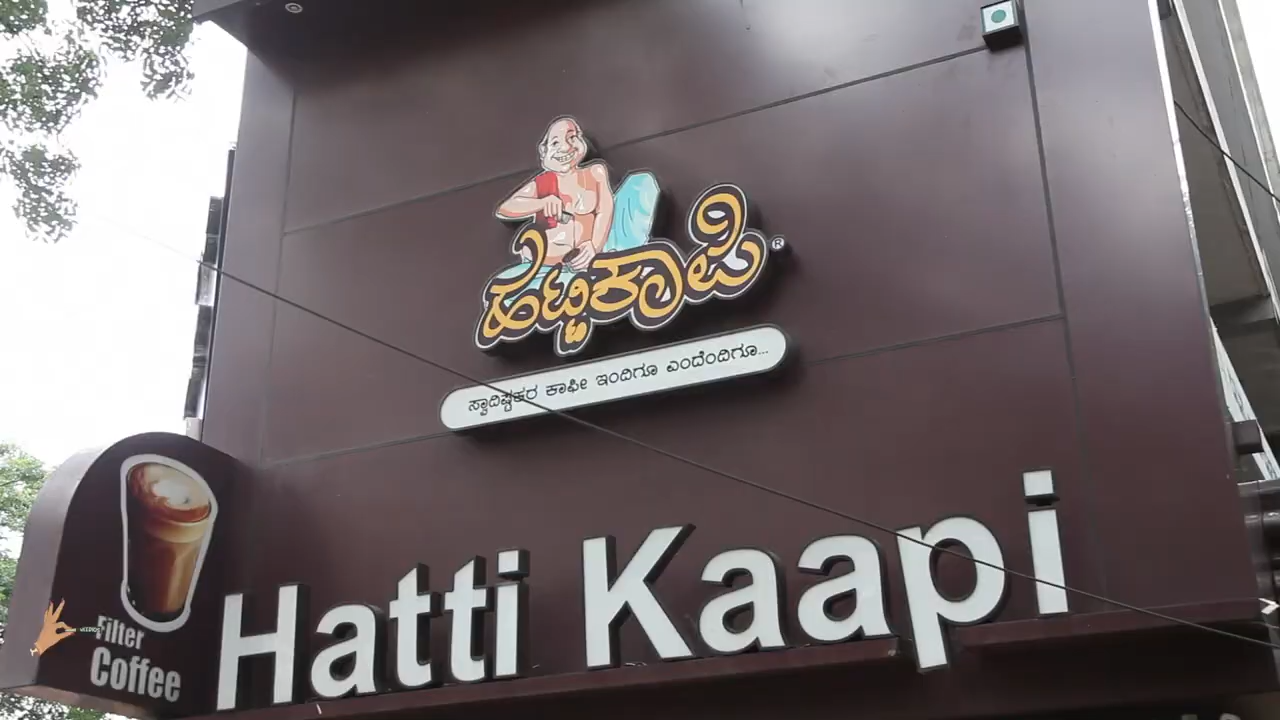 ಹಟ್ಟಿಕಾಪಿ ®
ಸ್ವಾದಿಷ್ಟಕರ ಕಾಫೀ ಇಂದಿಗೂ ಎಂದೆಂದಿಗೂ...
Hatti Kaapi
Filter
Coffee